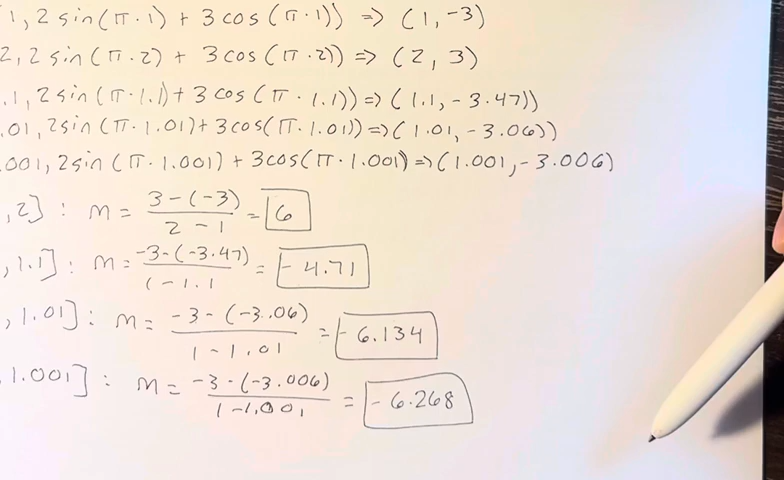 1, 2 sin(π·1) + 3 cos(π·1)) => (1, -3)
2, 2 sin(π·2) + 3 cos(π·2)) => (2, 3)
.1, 2 sin(π·1.1) + 3 cos(π·1.1)) => (1.1, -3.47))
.01, 2 sin(π·1.01) + 3 cos(π·1.01)) => (1.01, -3.06))
.001, 2 sin(π·1.001) + 3 cos(π·1.001) => (1.001, -3.006)
, 2] : m = 3-(-3) / 2-1 = 6
, 1.1] : m = -3-(-3.47) / 1-1.1 = -4.71
, 1.01] : m = -3-(-3.06) / 1-1.01 = -6.134
1.001] : m = -3-(-3.006) / 1-1.001 = -6.268